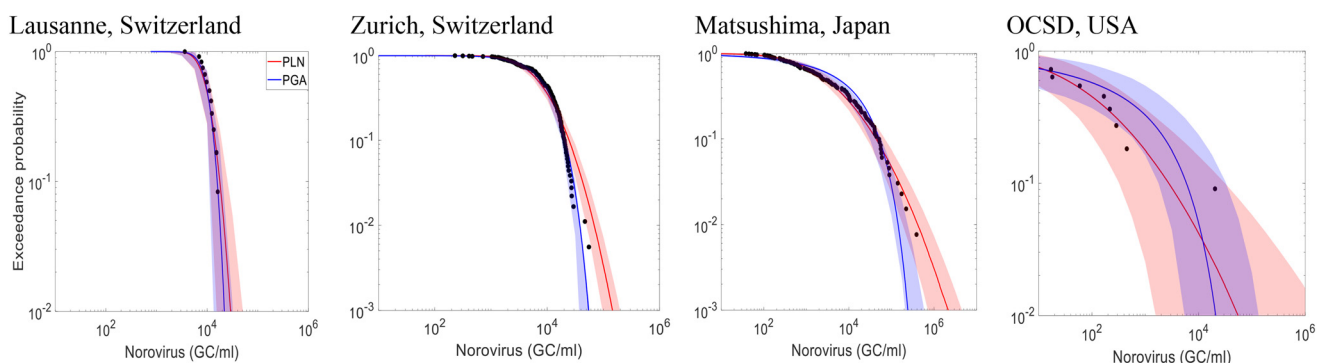 Lausanne, Switzerland
Zurich, Switzerland
Matsushima, Japan
OCSD, USA
Exceedance probability
10^0
10^-1
10^-2
PLN
PGA
10^2
10^4
10^6
Norovirus (GC/ml)
10^0
10^-1
10^-2
10^-3
10^2
10^4
10^6
Norovirus (GC/ml)
10^0
10^-1
10^-2
10^-3
10^2
10^4
10^6
Norovirus (GC/ml)
10^0
10^-1
10^-2
10^2
10^4
10^6
Norovirus (GC/ml)